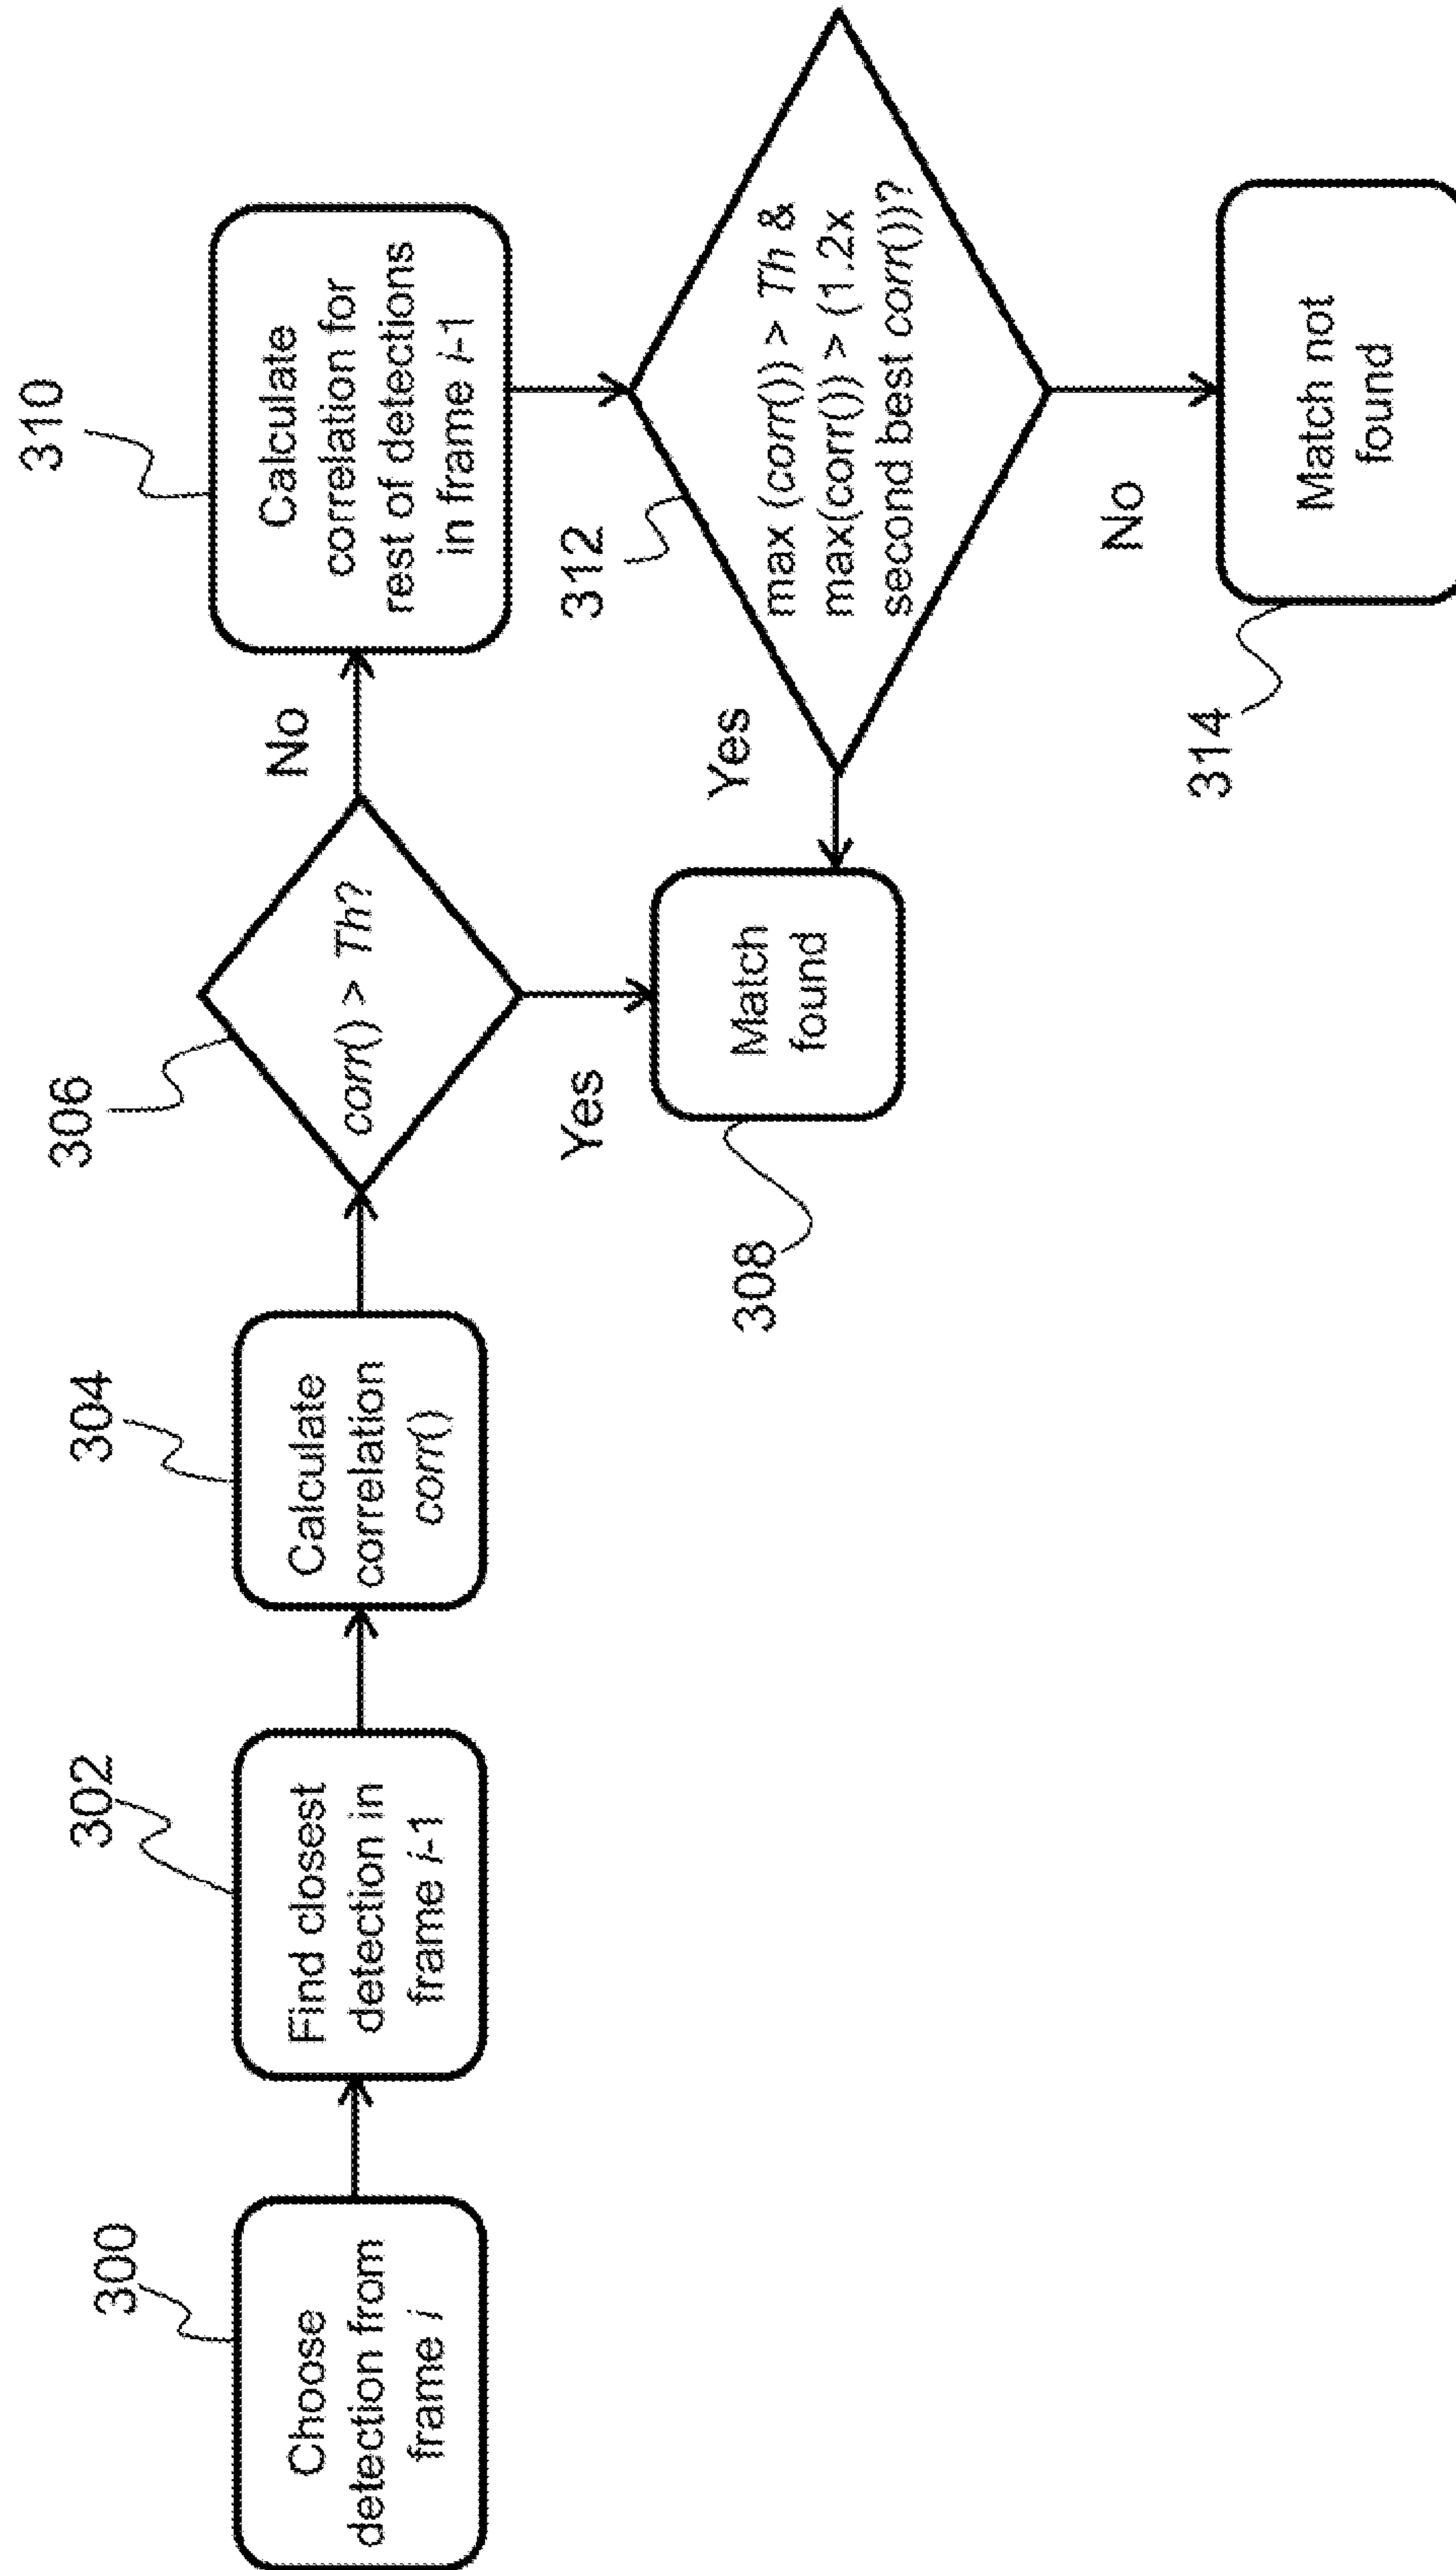 300
Choose
detection from
frame i
302
Find closest
detection in
frame i-1
304
Calculate
correlation
corr()
306
corr() > Th?
No
Yes
310
Calculate
correlation for
rest of detections
in frame i-1
308
Match
found
312
max (corr()) > Th &
max(corr()) > (1.2x
second best corr())?
Yes
No
314
Match not
found